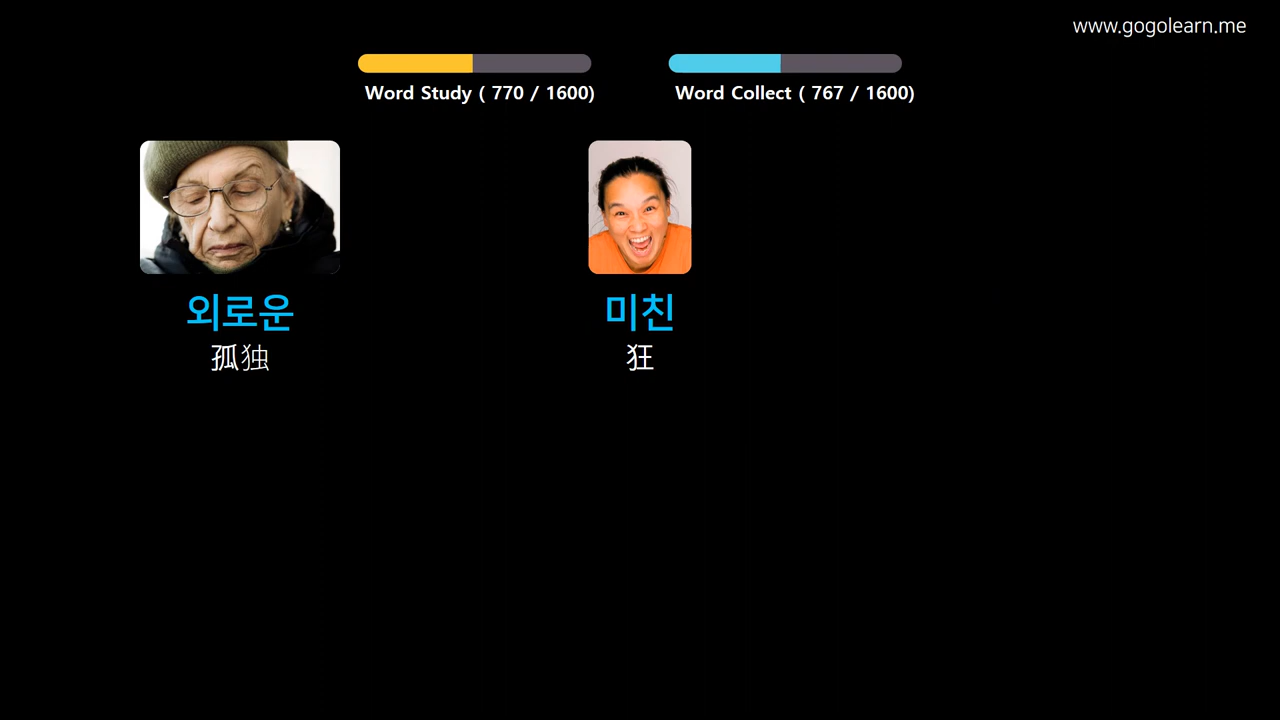 www.gogolearn.me
Word Study ( 770 / 1600)
Word Collect ( 767 / 1600)
외로운
孤独
미친
狂